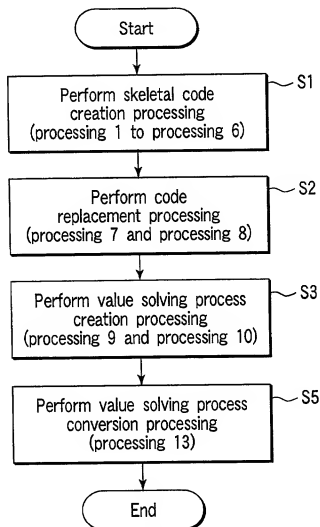 Start
S1
Perform skeletal code
creation processing
(processing 1 to processing 6)
S2
Perform code
replacement processing
(processing 7 and processing 8)
S3
Perform value solving process
creation processing
(processing 9 and processing 10)
S5
Perform value solving process
conversion processing
(processing 13)
End